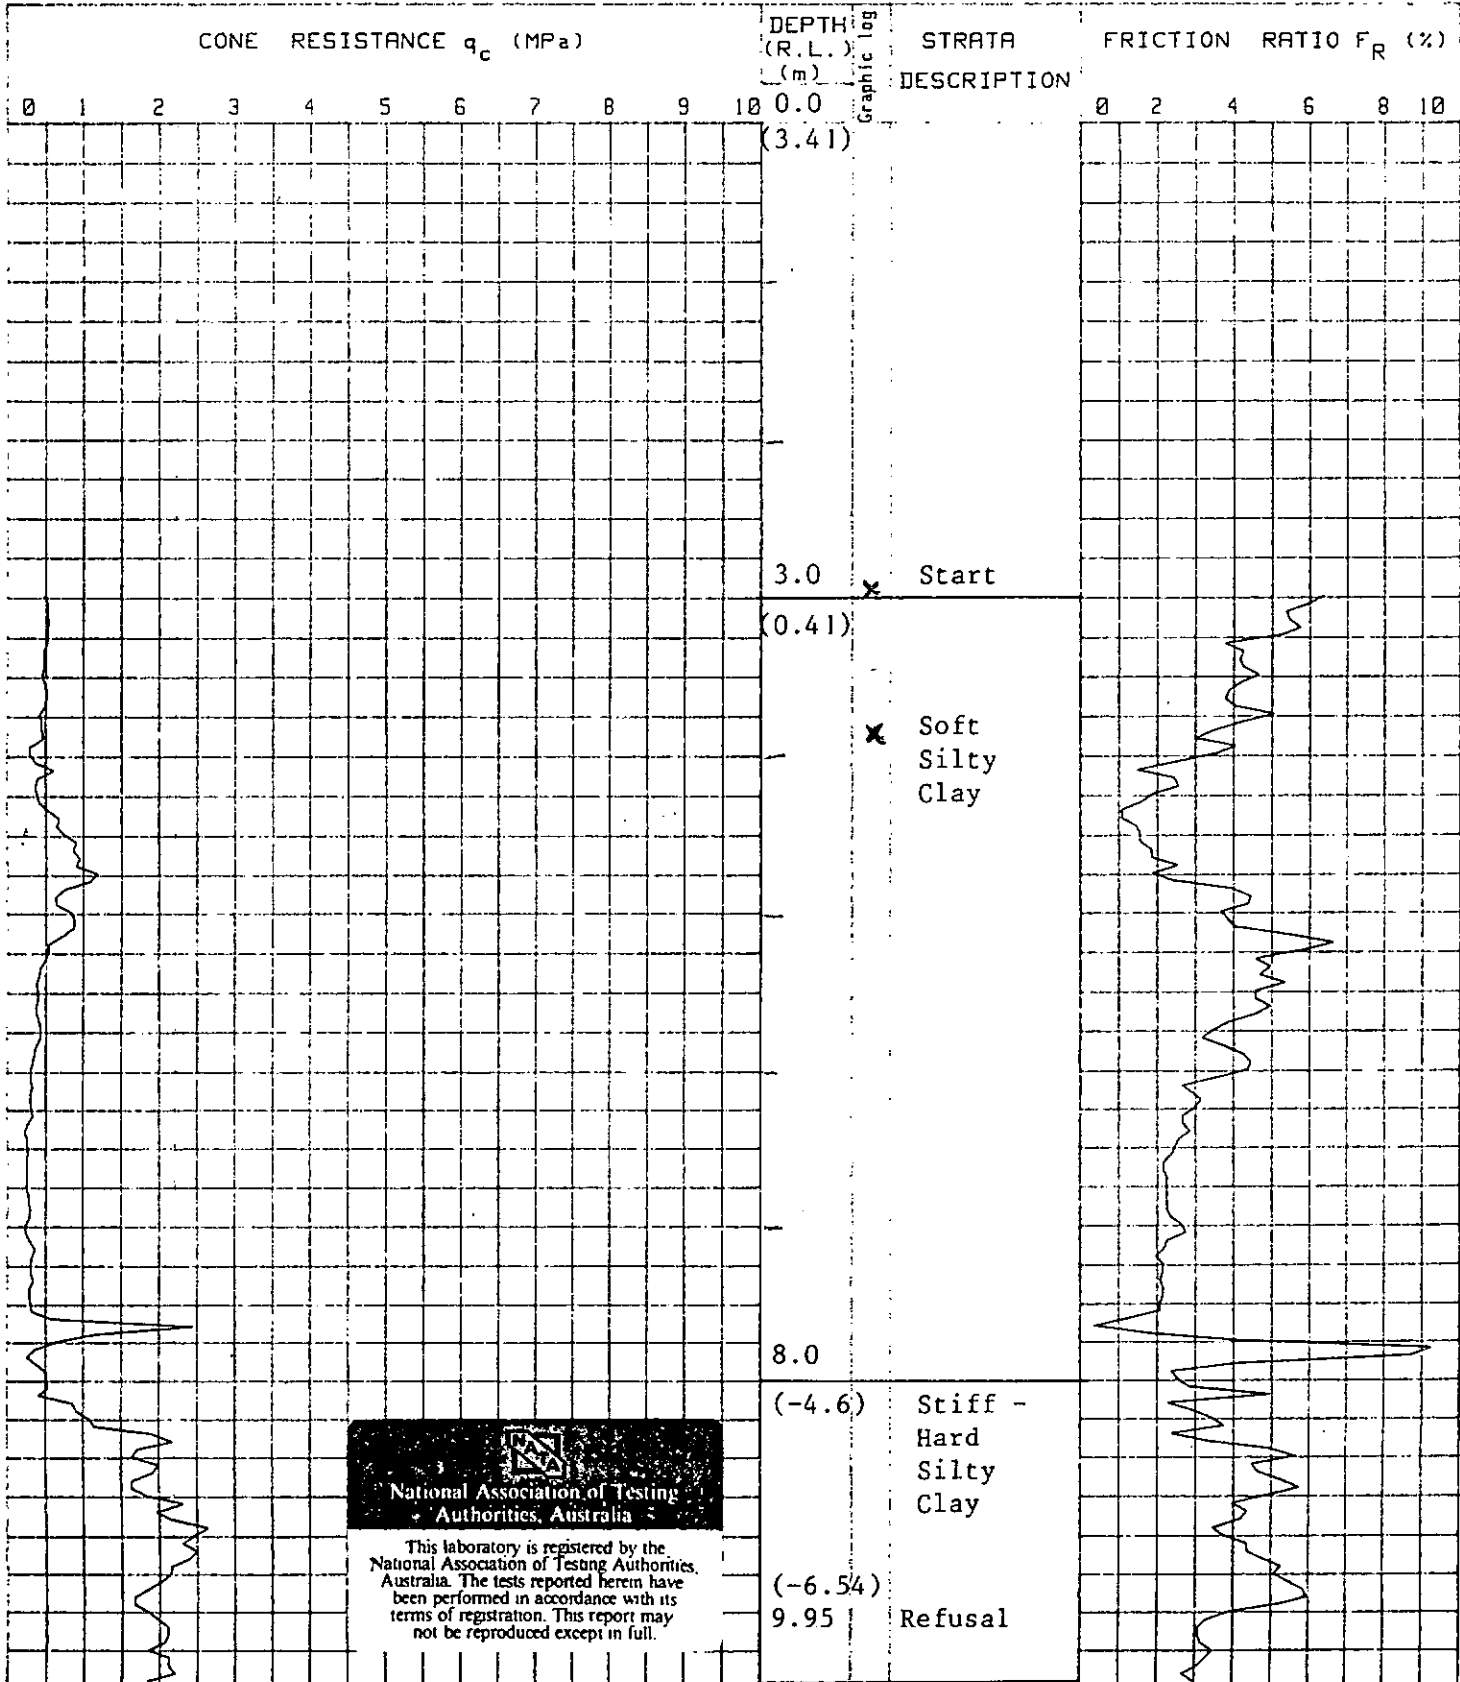 CONE RESISTANCE qc (MPa)
DEPTH
(R.L.)
(m)
Graphic log
STRATA
DESCRIPTION
FRICTION RATIO FR (%)
0 1 2 3 4 5 6 7 8 9 10
0.0
0 2 4 6 8 10
(3.41)
3.0
Start
(0.41)
Soft
Silty
Clay
8.0
(-4.6)
Stiff -
Hard
Silty
Clay
(-6.54)
9.95
Refusal
NATA
National Association of Testing
Authorities, Australia
This laboratory is registered by the
National Association of Testing Authorities,
Australia. The tests reported herein have
been performed in accordance with its
terms of registration. This report may
not be reproduced except in full.